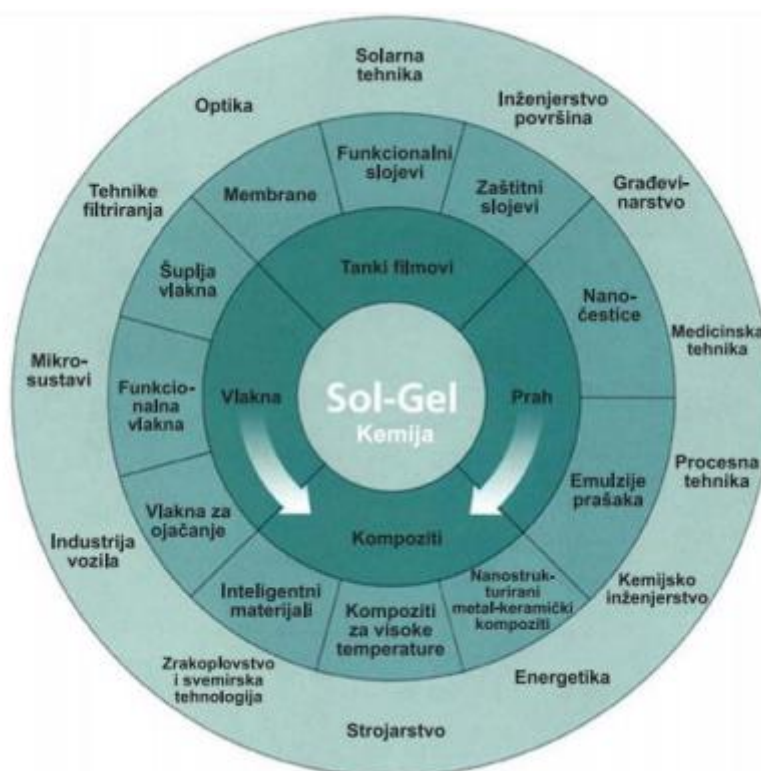 Solarna
tehnika
Optika
Inženjerstvo
površina
Tehnike
filtriranja
Građevi-
narstvo
Membrane
Funkcionalni
slojevi
Zaštitni
slojevi
Šuplja
vlakna
Tanki filmovi
Nano-
čestice
Mikro-
sustavi
Medicinska
tehnika
Funkcio-
nalna
vlakna
Vlakna
Sol-Gel
Kemija
Prah
Procesna
tehnika
Emulzije
prašaka
Vlakna za
ojačanje
Kompoziti
Industrija
vozila
Kemijsko
inženjerstvo
Inteligentni
materijali
Kompoziti
za visoke
temperature
Nanostruk-
turirani
metal-keramički
kompoziti
Zrakoplovstvo
i svemirska
tehnologija
Energetika
Strojarstvo